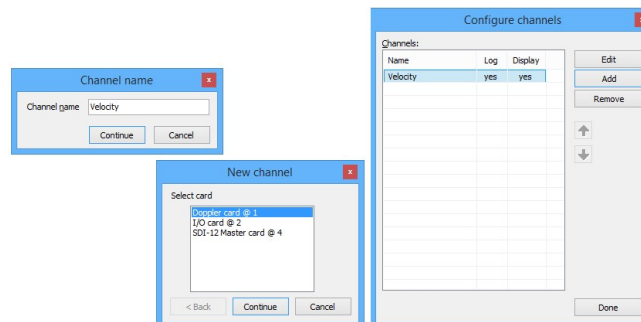 Channel name
x
Channel name Velocity
Continue Cancel
New channel
x
Select card
Doppler card @ 1
I/O card @ 2
SDI-12 Master card @ 4
< Back Continue Cancel
Configure channels
Channels:
Name Log Display
Velocity yes yes
Edit
Add
Remove
Done